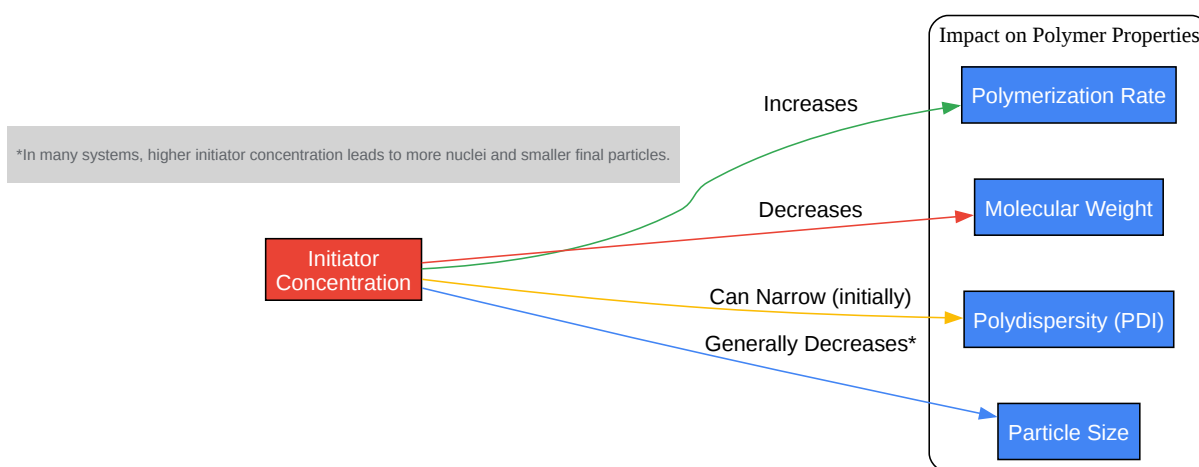 Impact on Polymer Properties
Polymerization Rate
Increases
*In many systems, higher initiator concentration leads to more nuclei and smaller final particles.
Decreases
Molecular Weight
Initiator
Concentration
Can Narrow (initially)
Polydispersity (PDI)
Generally Decreases*
Particle Size